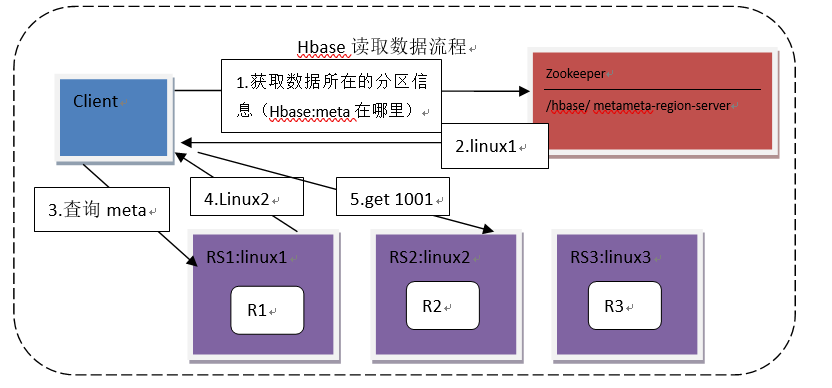 Hbase 读取数据流程
Client
1.获取数据所在的分区信
息（Hbase:meta 在哪里）
Zookeeper
/hbase/ metameta-region-server
2.linux1
3.查询 meta
4.Linux2
5.get 1001
RS1:linux1
R1
RS2:linux2
R2
RS3:linux3
R3